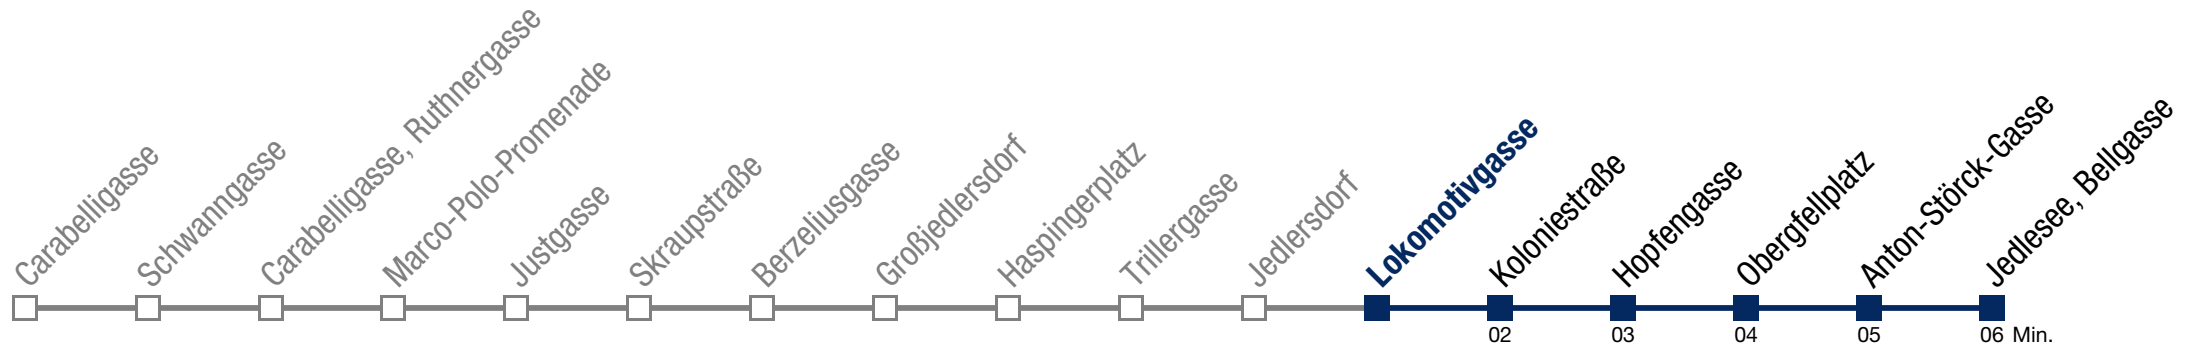 Carabelligasse
Schwanngasse
Carabelligasse, Ruthnergasse
Marco-Polo-Promenade
Justgasse
Skraupstraße
Berzeliusgasse
Großjedlersdorf
Haspingerplatz
Trillergasse
Jedlersdorf
Lokomotivgasse
Koloniestraße
Hopfengasse
Obergfellplatz
Anton-Störck-Gasse
Jedlesee, Bellgasse
02 03 04 05 06 Min.